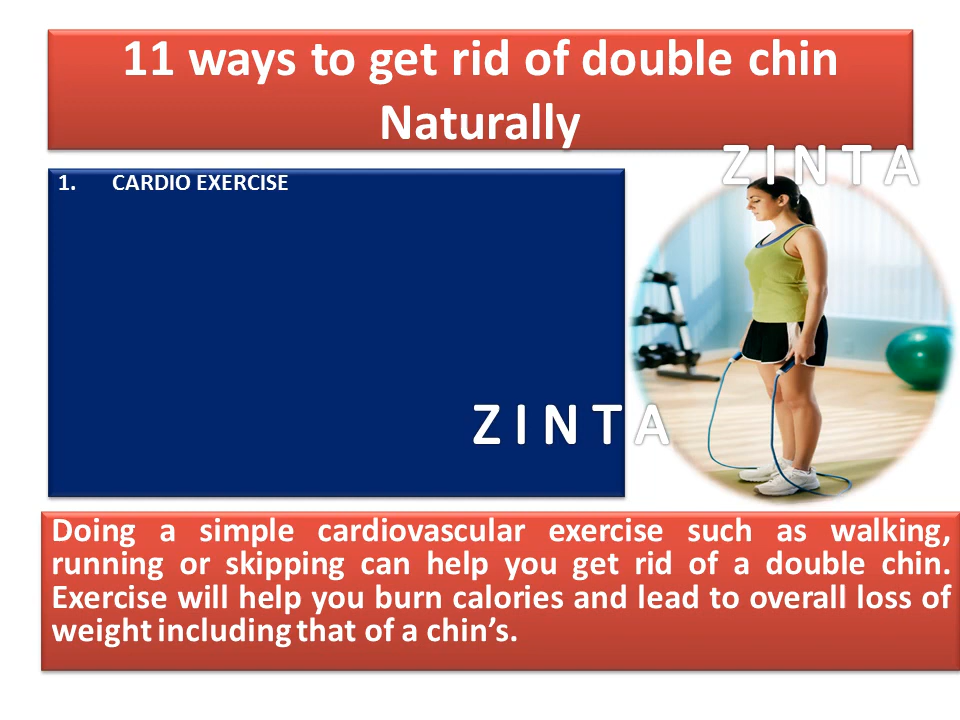 11 ways to get rid of double chin
Naturally
Z I N T A
1. CARDIO EXERCISE
Z I N T A
Doing a simple cardiovascular exercise such as walking,
running or skipping can help you get rid of a double chin.
Exercise will help you burn calories and lead to overall loss of
weight including that of a chin’s.